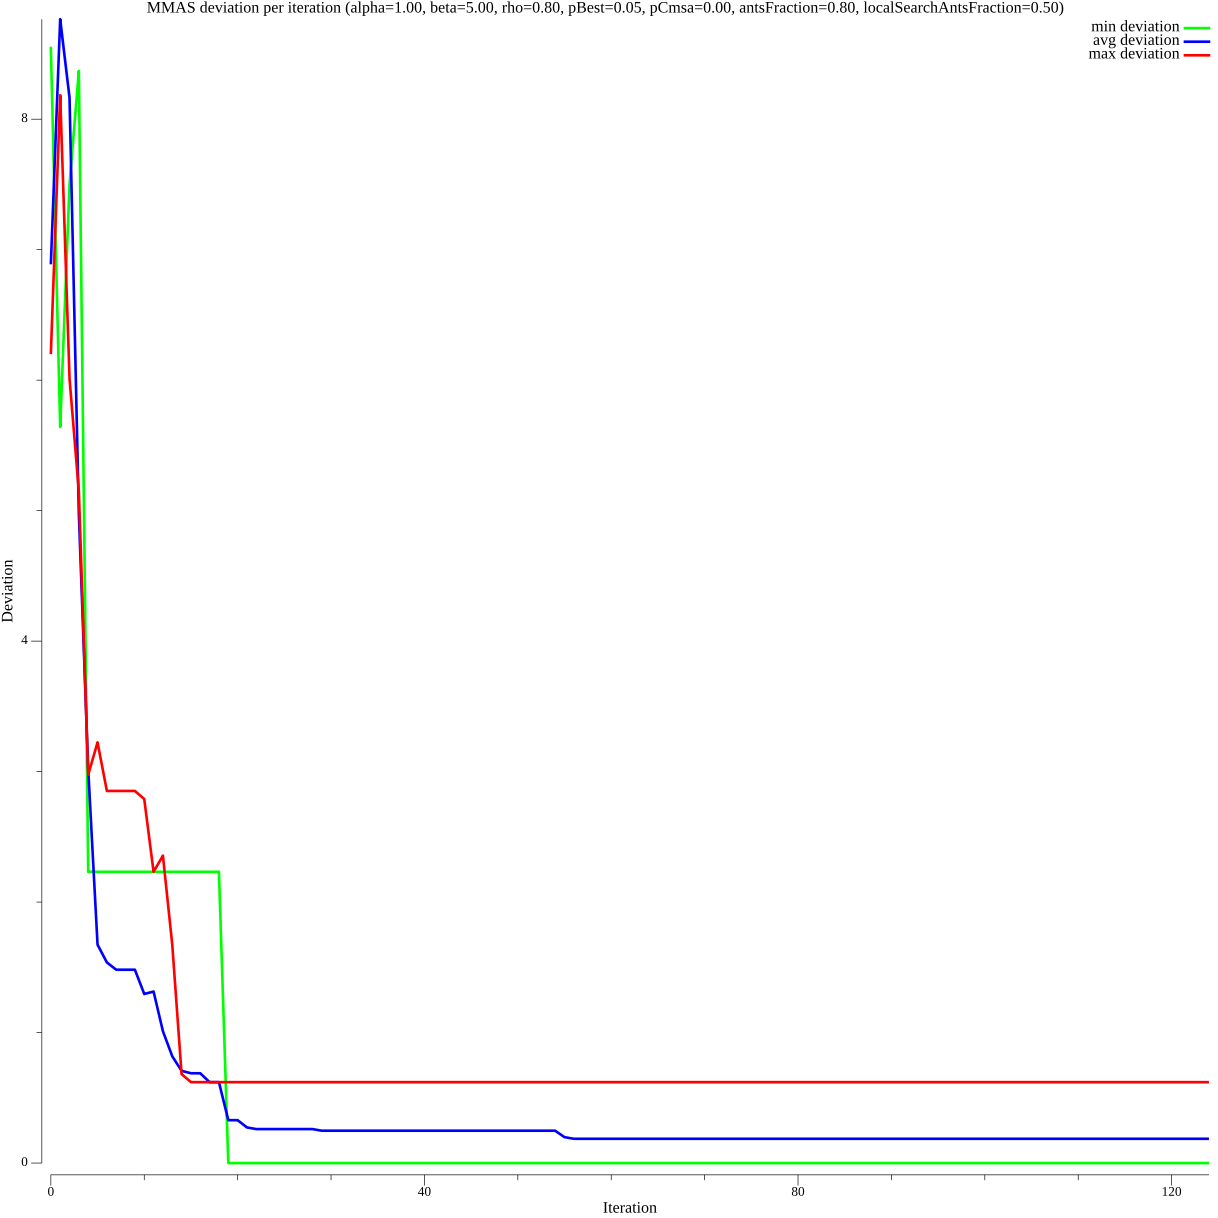 MMAS deviation per iteration (alpha=1.00, beta=5.00, rho=0.80, pBest=0.05, pCmsa=0.00, antsFraction=0.80, localSearchAntsFraction=0.50)
min deviation
avg deviation
max deviation
8
4
0
Deviation
0 40 80 120
Iteration